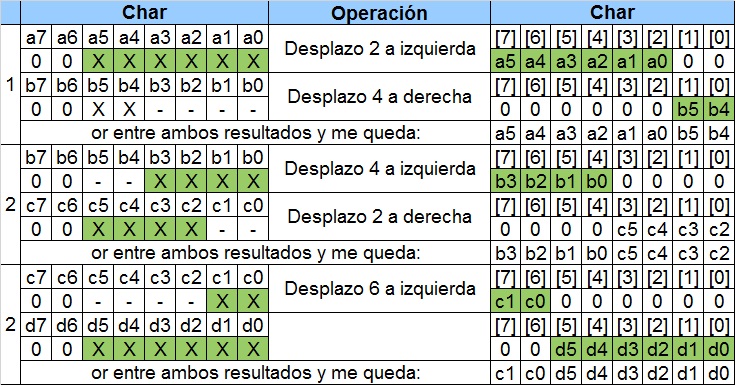 Char Operación Char
a7 a6 a5 a4 a3 a2 a1 a0 Desplazo 2 a izquierda [7] [6] [5] [4] [3] [2] [1] [0]
0 0 X X X X X X a5 a4 a3 a2 a1 a0 0 0
1 b7 b6 b5 b4 b3 b2 b1 b0 Desplazo 4 a derecha [7] [6] [5] [4] [3] [2] [1] [0]
0 0 X X - - - - 0 0 0 0 0 0 b5 b4
or entre ambos resultados y me queda: a5 a4 a3 a2 a1 a0 b5 b4
b7 b6 b5 b4 b3 b2 b1 b0 Desplazo 4 a izquierda [7] [6] [5] [4] [3] [2] [1] [0]
0 0 - - X X X X b3 b2 b1 b0 0 0 0 0
2 c7 c6 c5 c4 c3 c2 c1 c0 Desplazo 2 a derecha [7] [6] [5] [4] [3] [2] [1] [0]
0 0 X X X X - - 0 0 0 0 c5 c4 c3 c2
or entre ambos resultados y me queda: b3 b2 b1 b0 c5 c4 c3 c2
c7 c6 c5 c4 c3 c2 c1 c0 Desplazo 6 a izquierda [7] [6] [5] [4] [3] [2] [1] [0]
0 0 - - - - X X c1 c0 0 0 0 0 0 0
2 d7 d6 d5 d4 d3 d2 d1 d0 [7] [6] [5] [4] [3] [2] [1] [0]
0 0 X X X X X X 0 0 d5 d4 d3 d2 d1 d0
or entre ambos resultados y me queda: c1 c0 d5 d4 d3 d2 d1 d0